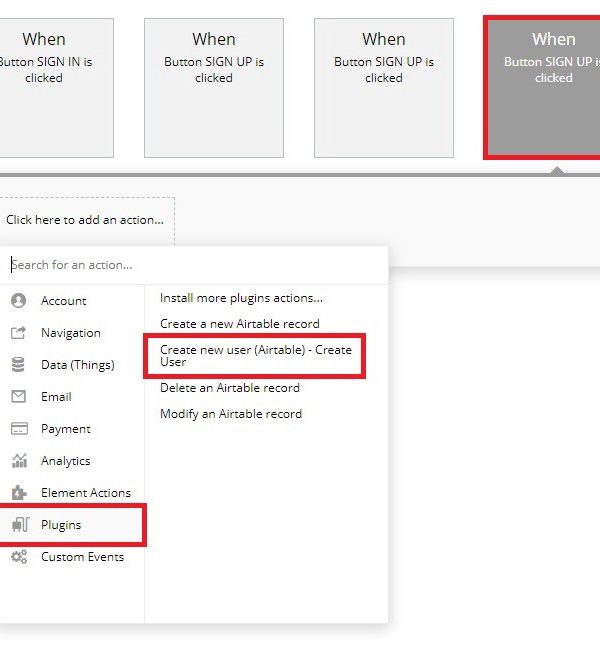 When
Button SIGN IN is
clicked
When
Button SIGN UP is
clicked
When
Button SIGN UP is
clicked
When
Button SIGN UP is
clicked
Click here to add an action...
Search for an action...
Account
Navigation
Data (Things)
Email
Payment
Analytics
Element Actions
Plugins
Custom Events
Install more plugins actions...
Create a new Airtable record
Create new user (Airtable) - Create
User
Delete an Airtable record
Modify an Airtable record